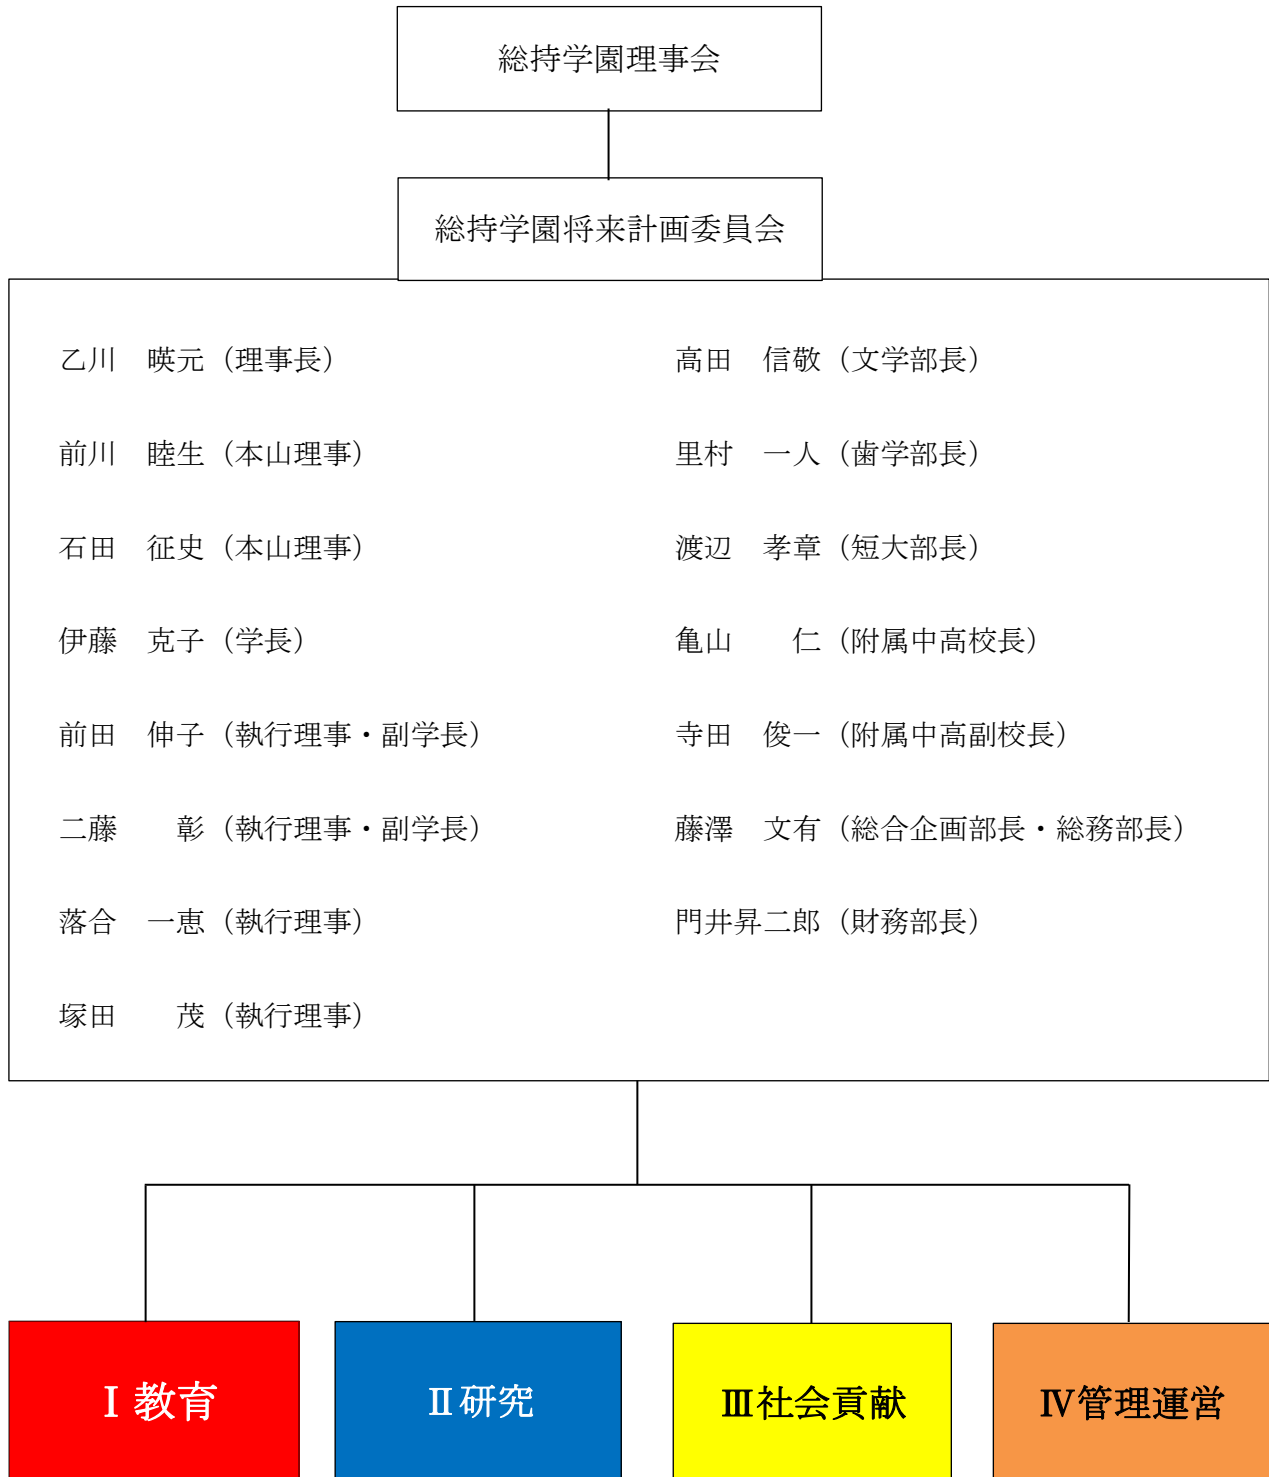 総持学園理事会
総持学園将来計画委員会
乙川　暎元（理事長）
前川　睦生（本山理事）
石田　征史（本山理事）
伊藤　克子（学長）
前田　伸子（執行理事・副学長）
二藤　　彰（執行理事・副学長）
落合　一恵（執行理事）
塚田　　茂（執行理事）
高田　信敬（文学部長）
里村　一人（歯学部長）
渡辺　孝章（短大部長）
亀山　　仁（附属中高校長）
寺田　俊一（附属中高副校長）
藤澤　文有（総合企画部長・総務部長）
門井昇二郎（財務部長）
Ⅰ 教育
Ⅱ研究
Ⅲ社会貢献
Ⅳ管理運営